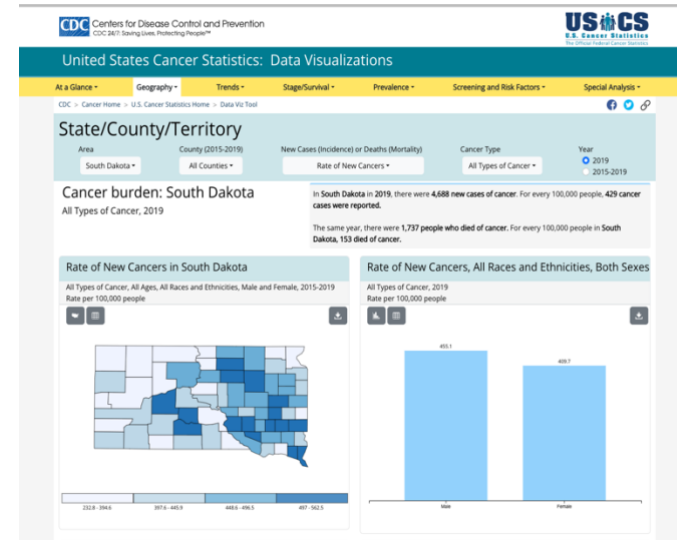 CDC Centers for Disease Control and Prevention
CDC 24/7: Saving Lives, Protecting People™
USCS
U.S. Cancer Statistics
The Official Federal Cancer Statistics
United States Cancer Statistics: Data Visualizations
At a Glance Geography Trends Stage/Survival Prevalence Screening and Risk Factors Special Analysis
CDC > Cancer Home > U.S. Cancer Statistics Home > Data Viz Tool
State/County/Territory
Area County (2015-2019) New Cases (Incidence) or Deaths (Mortality) Cancer Type Year
South Dakota All Counties Rate of New Cancers All Types of Cancer 2019
2015-2019
Cancer burden: South Dakota
All Types of Cancer, 2019
In South Dakota in 2019, there were 4,688 new cases of cancer. For every 100,000 people, 429 cancer
cases were reported.
The same year, there were 1,737 people who died of cancer. For every 100,000 people in South
Dakota, 153 died of cancer.
Rate of New Cancers in South Dakota
All Types of Cancer, All Ages, All Races and Ethnicities, Male and Female, 2015-2019
Rate per 100,000 people
232.8 - 394.6 397.6 - 445.9 448.6 - 496.5 497 - 562.5
Rate of New Cancers, All Races and Ethnicities, Both Sexes
All Types of Cancer, 2019
Rate per 100,000 people
455.1
409.7
Male Female